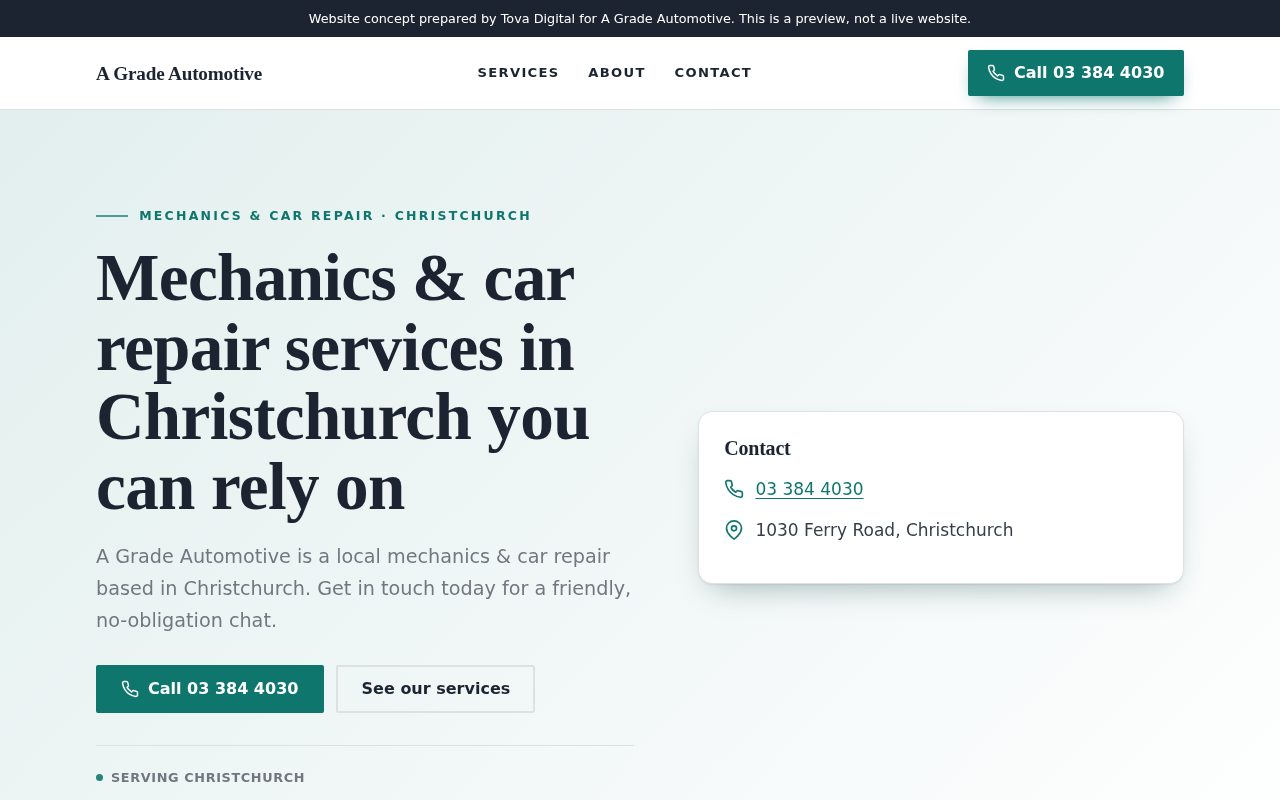 Website concept prepared by Tova Digital for A Grade Automotive. This is a preview, not a live website.
A Grade Automotive
SERVICES
ABOUT
CONTACT
Call 03 384 4030
MECHANICS & CAR REPAIR · CHRISTCHURCH
Mechanics & car
repair services in
Christchurch you
can rely on
A Grade Automotive is a local mechanics & car repair
based in Christchurch. Get in touch today for a friendly,
no-obligation chat.
Call 03 384 4030
See our services
SERVING CHRISTCHURCH
Contact
03 384 4030
1030 Ferry Road, Christchurch